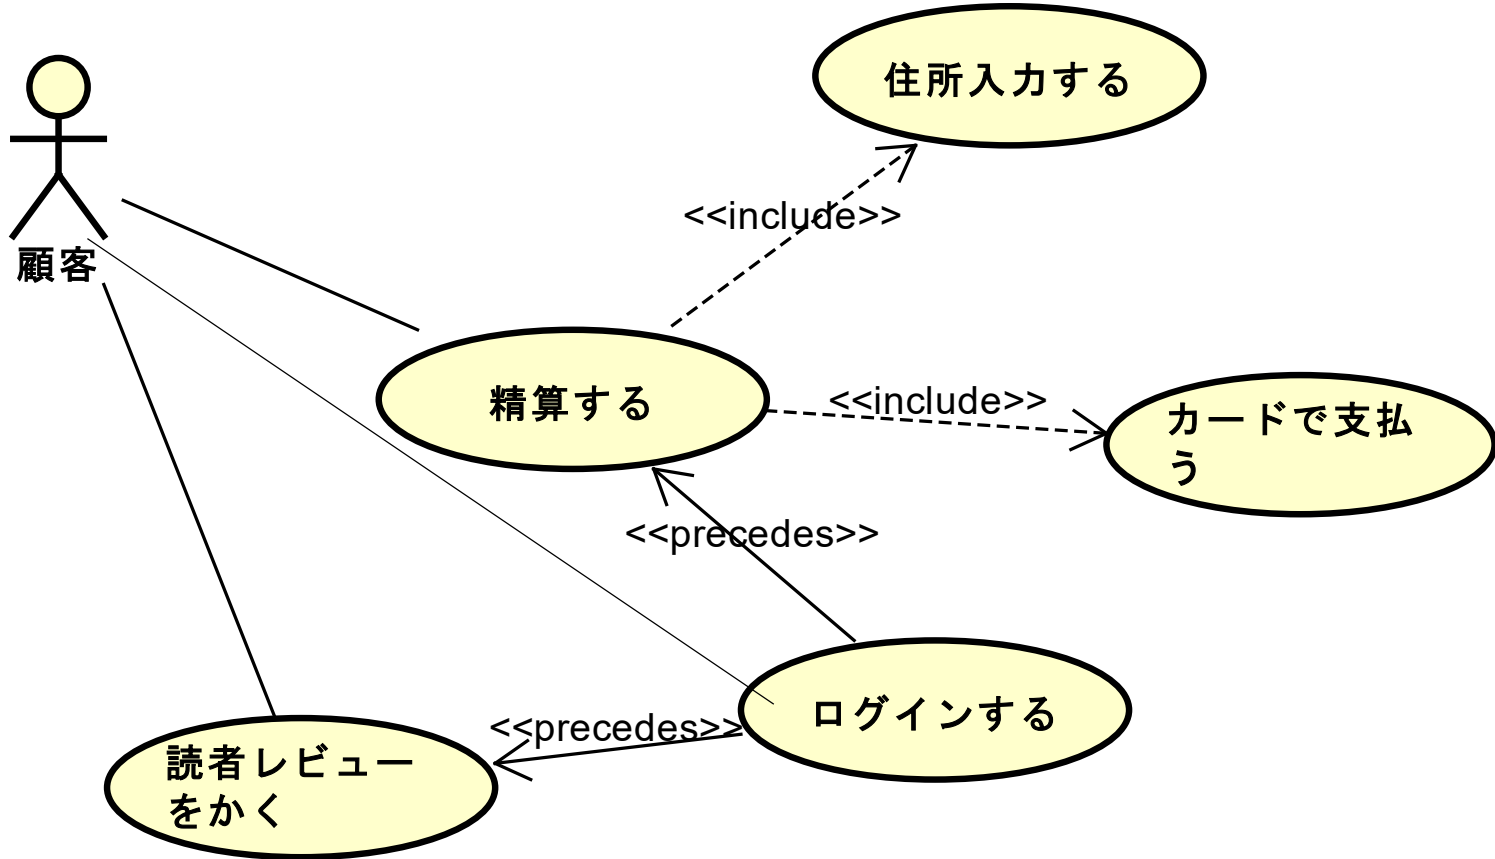 住所入力する
<<include>>
顧客
精算する
<<include>>
カードで支払
う
<<precedes>>
ログインする
<<precedes>>
読者レビュー
をかく